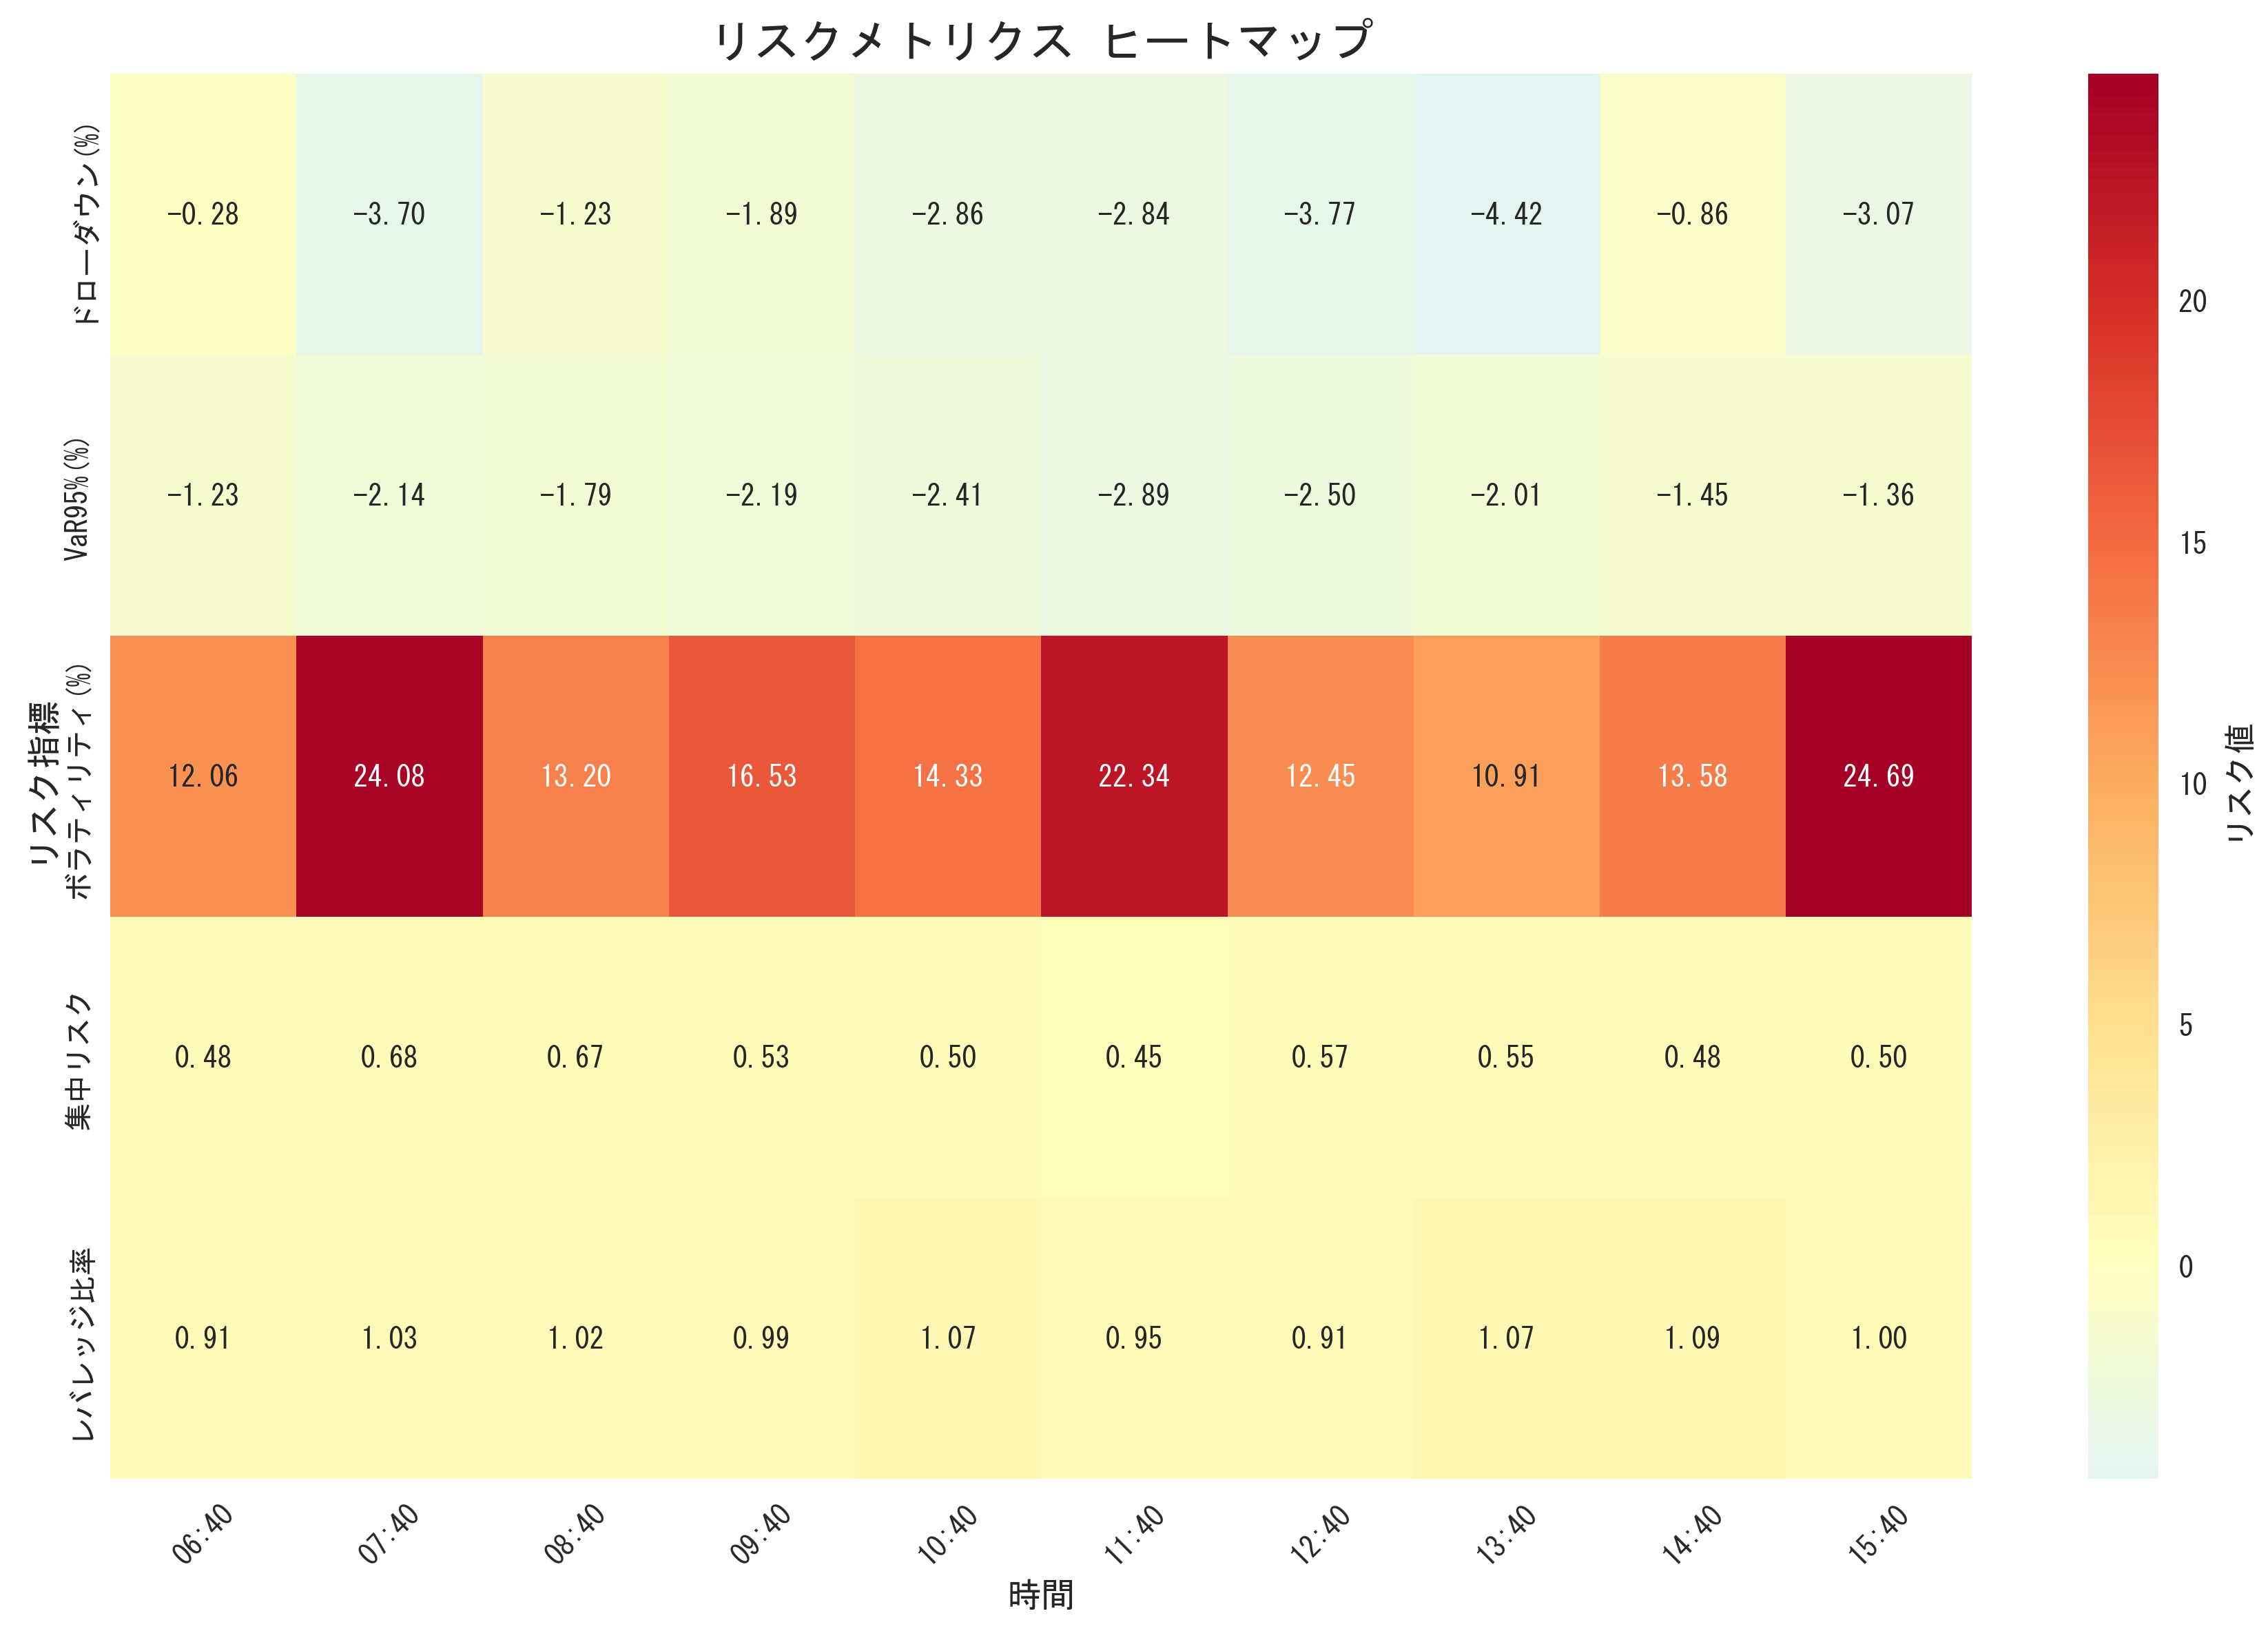 リスクメトリクス ヒートマップ
リスク指標
ドローダウン(%)
-0.28 -3.70 -1.23 -1.89 -2.86 -2.84 -3.77 -4.42 -0.86 -3.07
VaR95%(%)
-1.23 -2.14 -1.79 -2.19 -2.41 -2.89 -2.50 -2.01 -1.45 -1.36
ボラティリティ(%)
12.06 24.08 13.20 16.53 14.33 22.34 12.45 10.91 13.58 24.69
集中リスク
0.48 0.68 0.67 0.53 0.50 0.45 0.57 0.55 0.48 0.50
レバレッジ比率
0.91 1.03 1.02 0.99 1.07 0.95 0.91 1.07 1.09 1.00
06:40 07:40 08:40 09:40 10:40 11:40 12:40 13:40 14:40 15:40
時間
20
15
10
5
0
リスク値